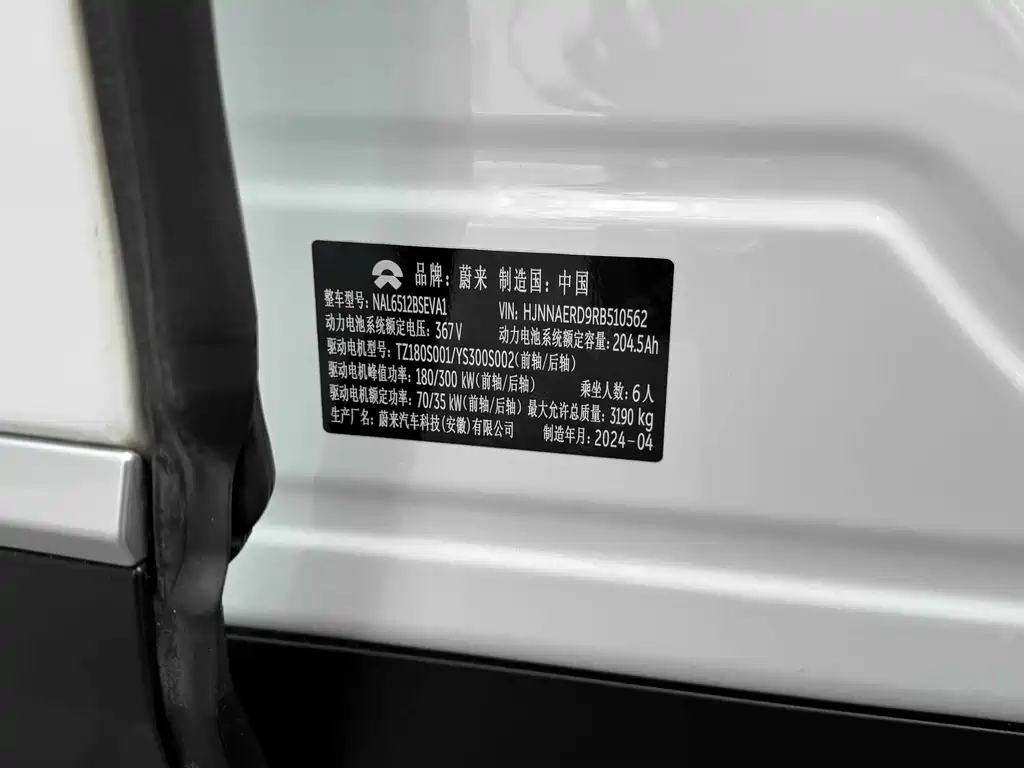 品牌：蔚来 制造国：中国
整车型号：NAL6512BSEVA1 VIN: HJNNAERD9RB510562
动力电池系统额定电压：367V 动力电池系统额定容量：204.5Ah
驱动电机型号：TZ180S001/YS300S002(前轴/后轴)
驱动电机峰值功率：180/300 kW(前轴/后轴) 乘坐人数：6人
驱动电机额定功率：70/35 kW(前轴/后轴) 最大允许总质量：3190 kg
生产厂名：蔚来汽车科技(安徽)有限公司 制造年月：2024-04